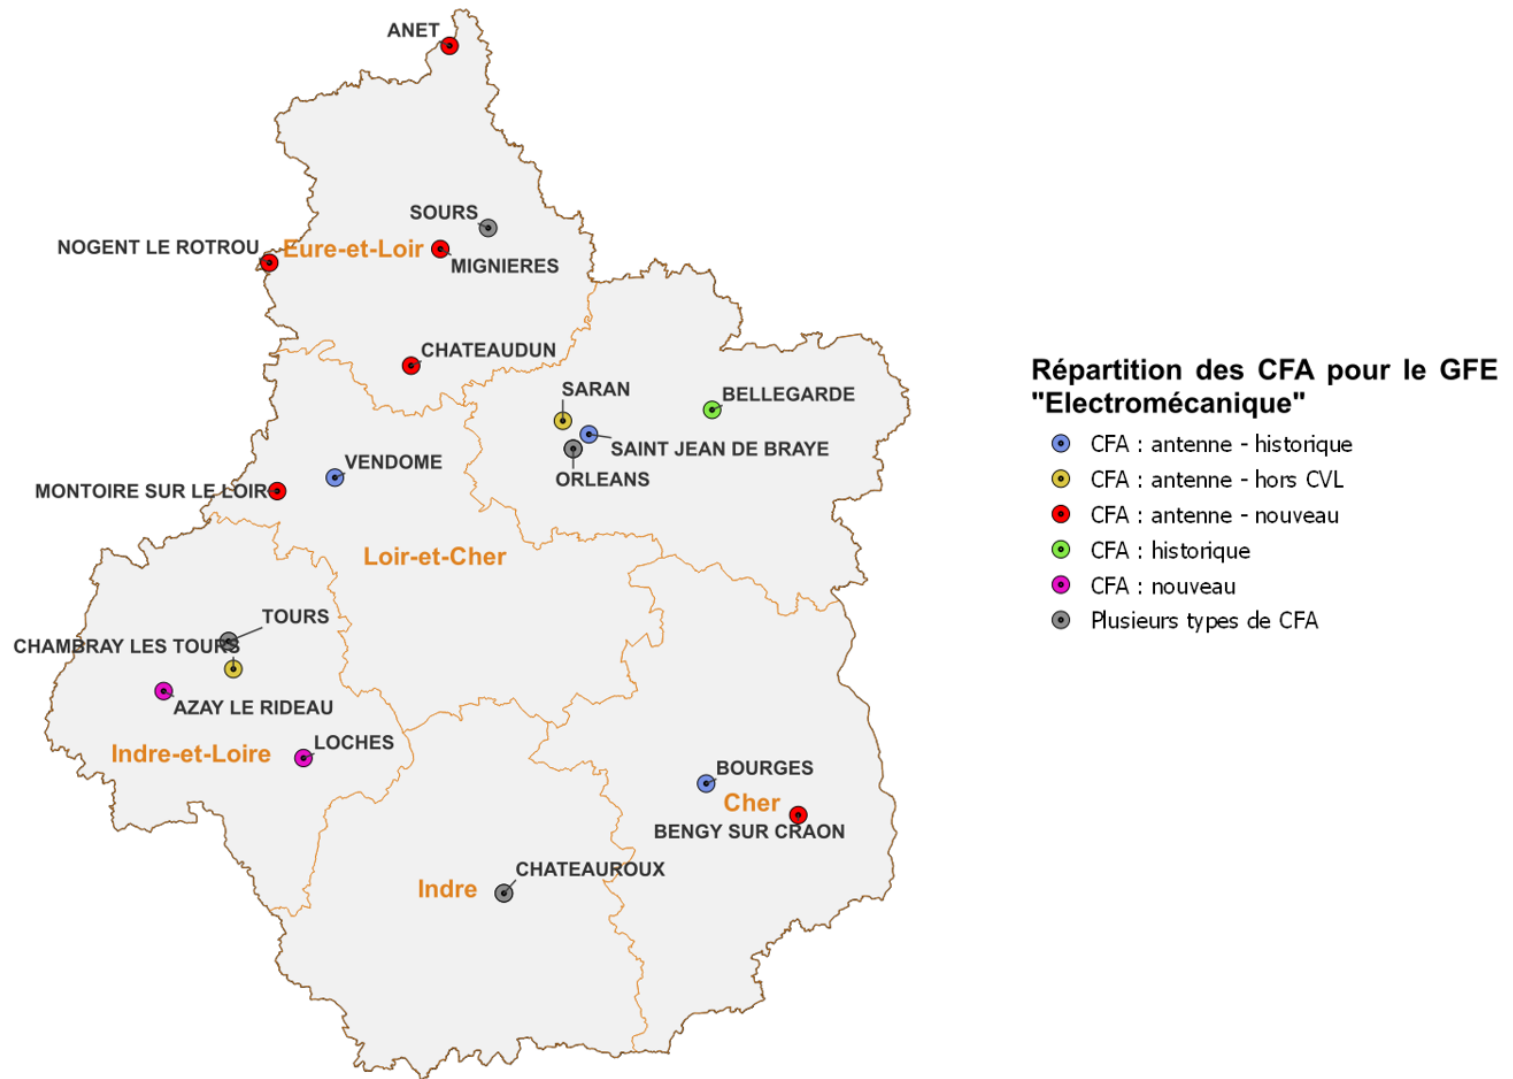 ANET
SOURS
NOGENT LE ROTROU
Eure-et-Loir
MIGNIERES
CHATEAUDUN
SARAN
BELLEGARDE
SAINT JEAN DE BRAYE
ORLEANS
VENDOME
MONTOIRE SUR LE LOIR
Loir-et-Cher
TOURS
CHAMBRAY LES TOURS
AZAY LE RIDEAU
LOCHES
Indre-et-Loire
BOURGES
Cher
BENGY SUR CRAON
CHATEAUROUX
Indre
Répartition des CFA pour le GFE
"Electromécanique"
CFA : antenne - historique
CFA : antenne - hors CVL
CFA : antenne - nouveau
CFA : historique
CFA : nouveau
Plusieurs types de CFA